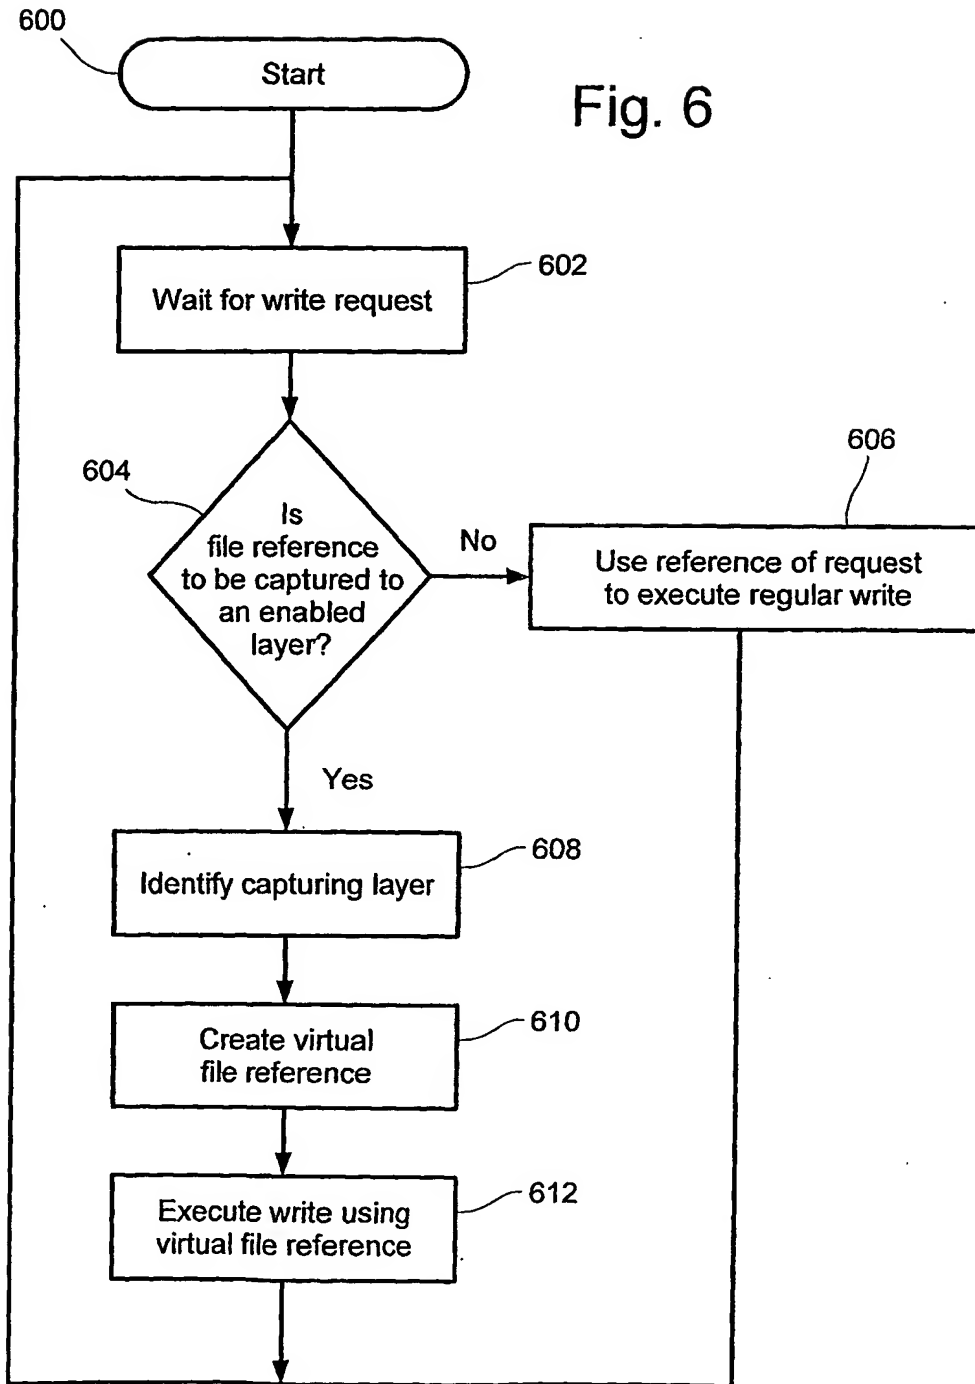 600
Start
Fig. 6
Wait for write request
602
604
Is
file reference
to be captured to
an enabled
layer?
No
606
Use reference of request
to execute regular write
Yes
608
Identify capturing layer
610
Create virtual
file reference
612
Execute write using
virtual file reference